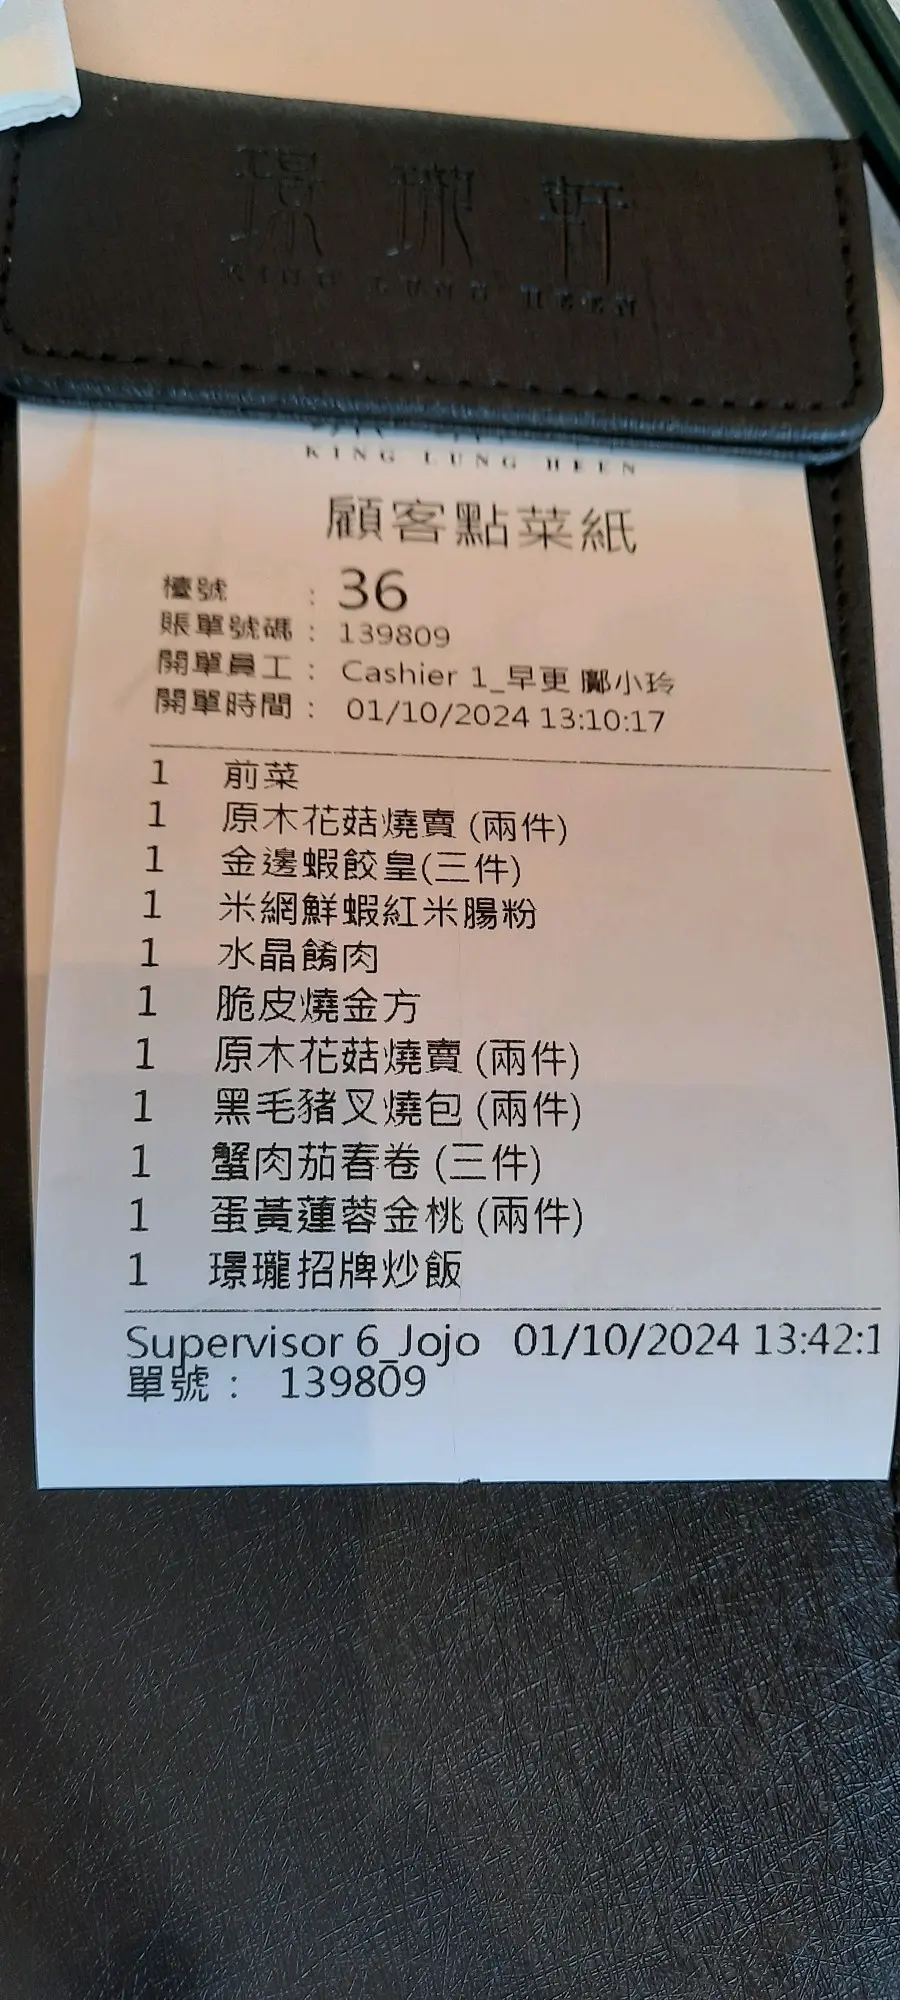 璟瓏軒
KING LUNG HEEN
KING LUNG HEEN
顧客點菜紙
檯號 : 36
賬單號碼 : 139809
開單員工 : Cashier 1_早更 鄺小玲
開單時間 : 01/10/2024 13:10:17
1 前菜
1 原木花菇燒賣 (兩件)
1 金邊蝦餃皇(三件)
1 米網鮮蝦紅米腸粉
1 水晶餚肉
1 脆皮燒金方
1 原木花菇燒賣 (兩件)
1 黑毛豬叉燒包 (兩件)
1 蟹肉茄春卷 (三件)
1 蛋黃蓮蓉金桃 (兩件)
1 璟瓏招牌炒飯
Supervisor 6_Jojo 01/10/2024 13:42:1
單號 : 139809